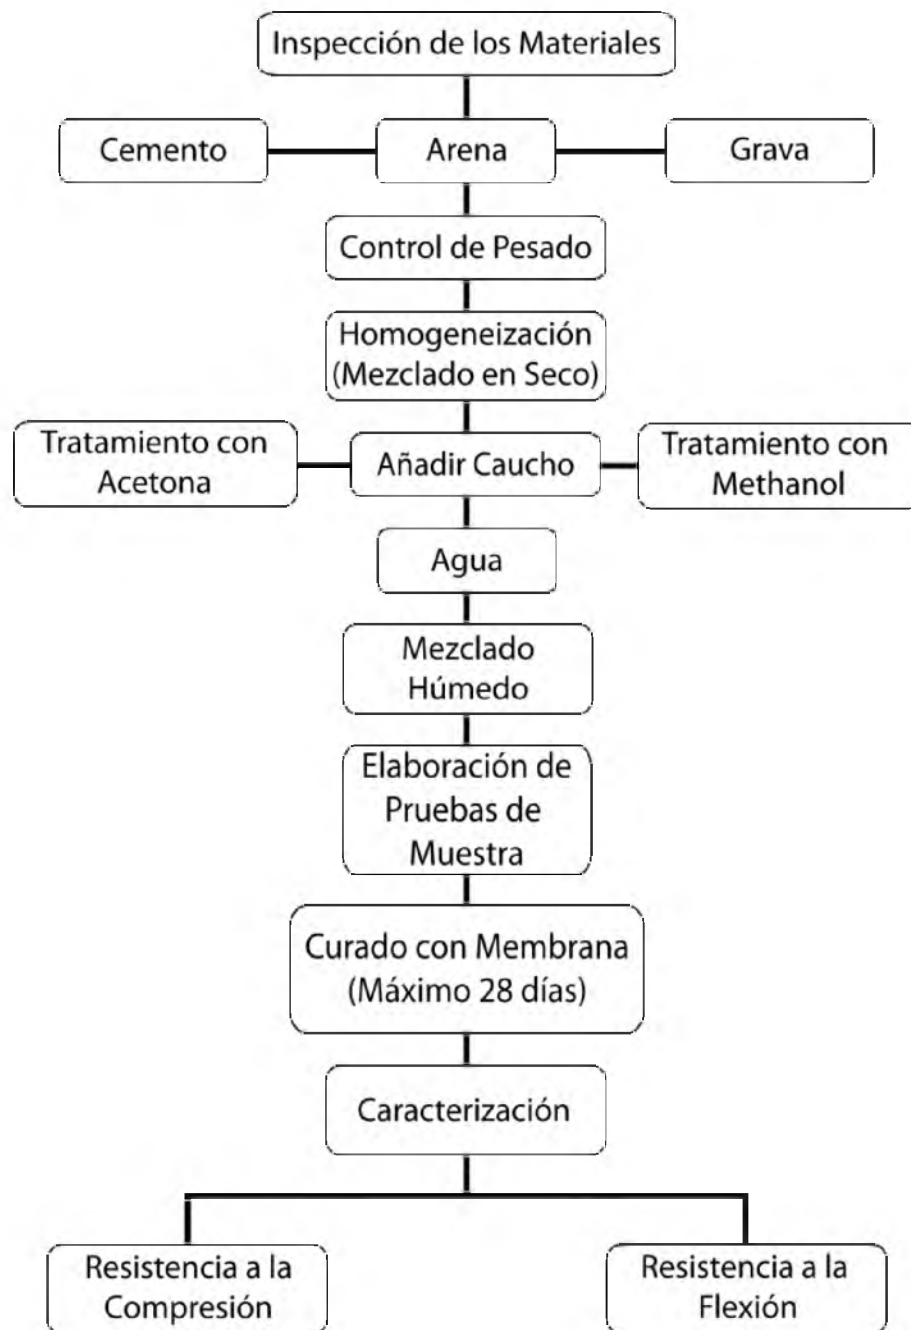 Inspección de los Materiales
Cemento
Arena
Grava
Control de Pesado
Homogeneización
(Mezclado en Seco)
Tratamiento con
Acetona
Añadir Caucho
Tratamiento con
Methanol
Agua
Mezclado
Húmedo
Elaboración de
Pruebas de
Muestra
Curado con Membrana
(Máximo 28 días)
Caracterización
Resistencia a la
Compresión
Resistencia a la
Flexión